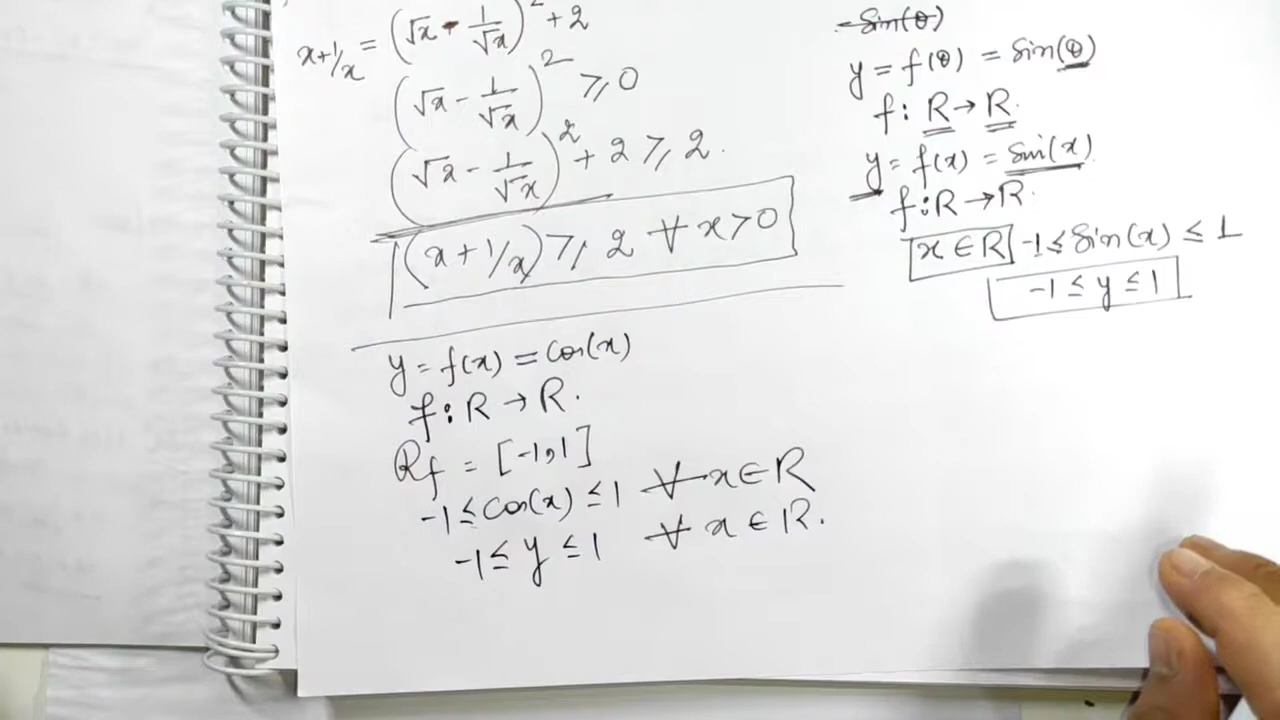 x+1/x = (√x - 1/√x)² + 2
(√x - 1/√x)² ≥ 0
(√x - 1/√x)² + 2 ≥ 2.
(x + 1/x) ≥ 2 ∀ x > 0
y = f(x) = cos(x)
f : R → R.
Rf = [-1, 1]
-1 ≤ cos(x) ≤ 1 ∀ x ∈ R
-1 ≤ y ≤ 1 ∀ x ∈ R.
Sin(θ)
y = f(θ) = sin(θ)
f : R → R.
y = f(x) = sin(x)
f : R → R.
x ∈ R -1 ≤ Sin(x) ≤ 1
-1 ≤ y ≤ 1